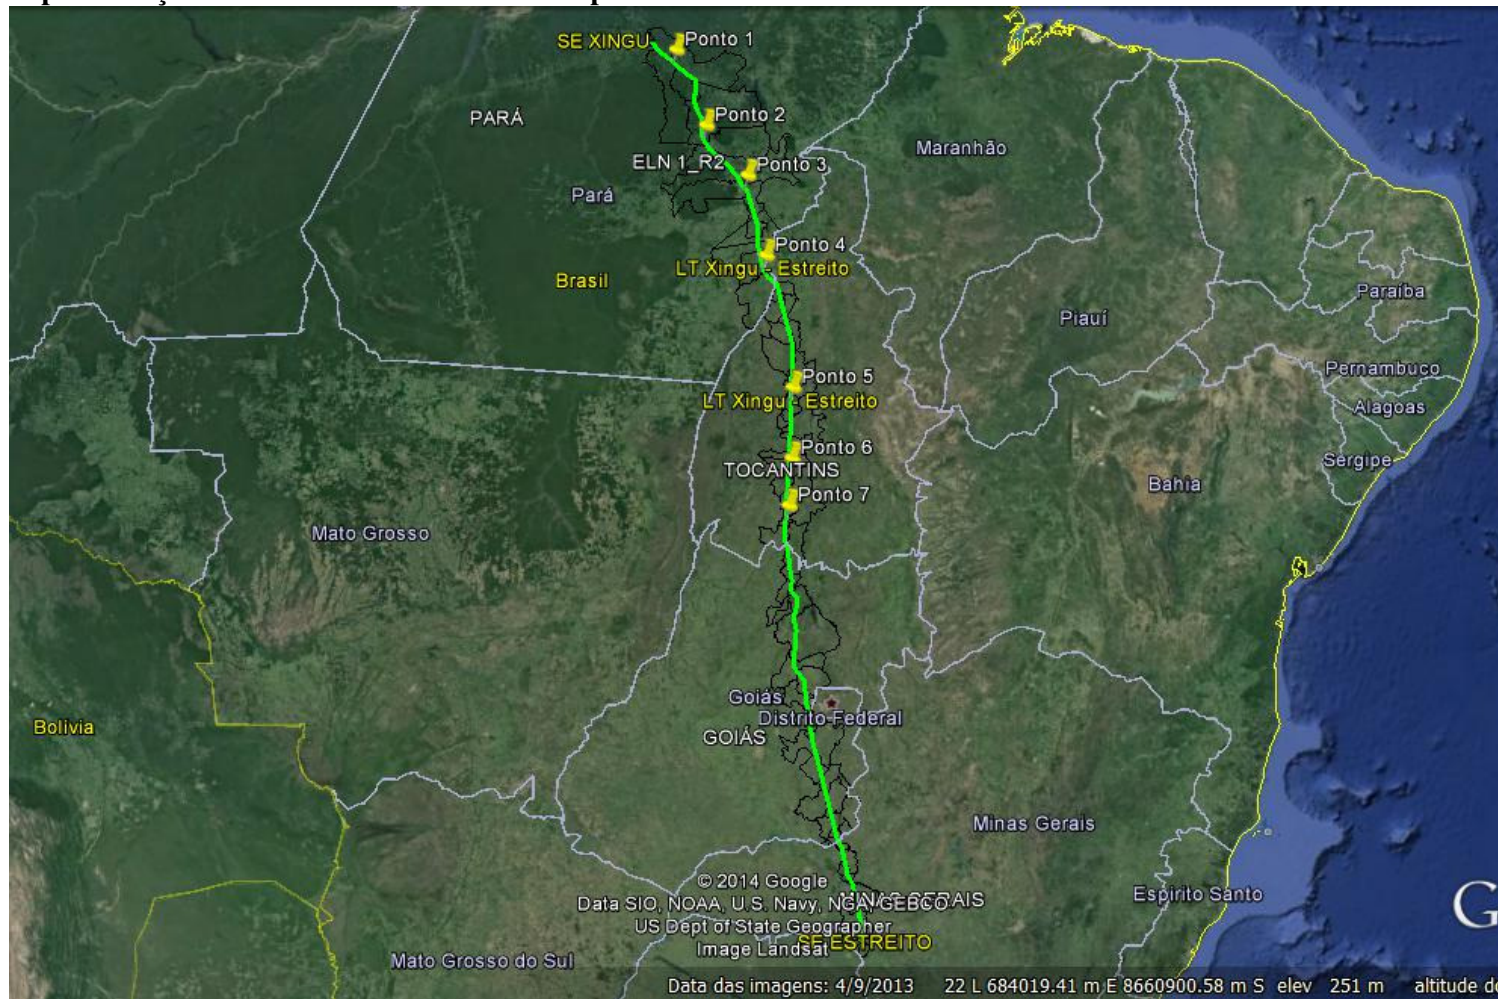 SE XINGU
Ponto 1
PARÁ
Ponto 2
Maranhão
ELN 1_R2
Ponto 3
Pará
Ponto 4
LT Xingu - Estreito
Brasil
Paraíba
Piauí
Pernambuco
Ponto 5
LT Xingu - Estreito
Alagoas
Ponto 6
Sergipe
TOCANTINS
Bahia
Ponto 7
Mato Grosso
Goiás
Distrito Federal
Bolívia
GOIÁS
Minas Gerais
© 2014 Google
Espírito Santo
MINAS GERAIS
Data SIO, NOAA, U.S. Navy, NGA, GEBCO
US Dept of State Geographer
SE ESTREITO
Image Landsat
Mato Grosso do Sul
G
Data das imagens: 4/9/2013 22 L 684019.41 m E 8660900.58 m S elev 251 m altitude d